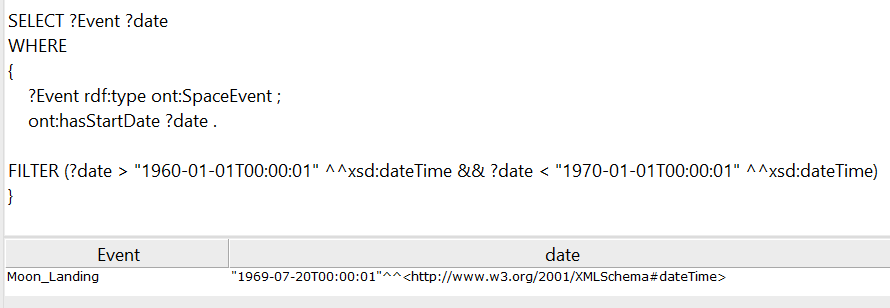 SELECT ?Event ?date
WHERE
{
?Event rdf:type ont:SpaceEvent ;
ont:hasStartDate ?date .
FILTER (?date > "1960-01-01T00:00:01" ^^xsd:dateTime && ?date < "1970-01-01T00:00:01" ^^xsd:dateTime)
}
Event date
Moon_Landing "1969-07-20T00:00:01"^^<http://www.w3.org/2001/XMLSchema#dateTime>